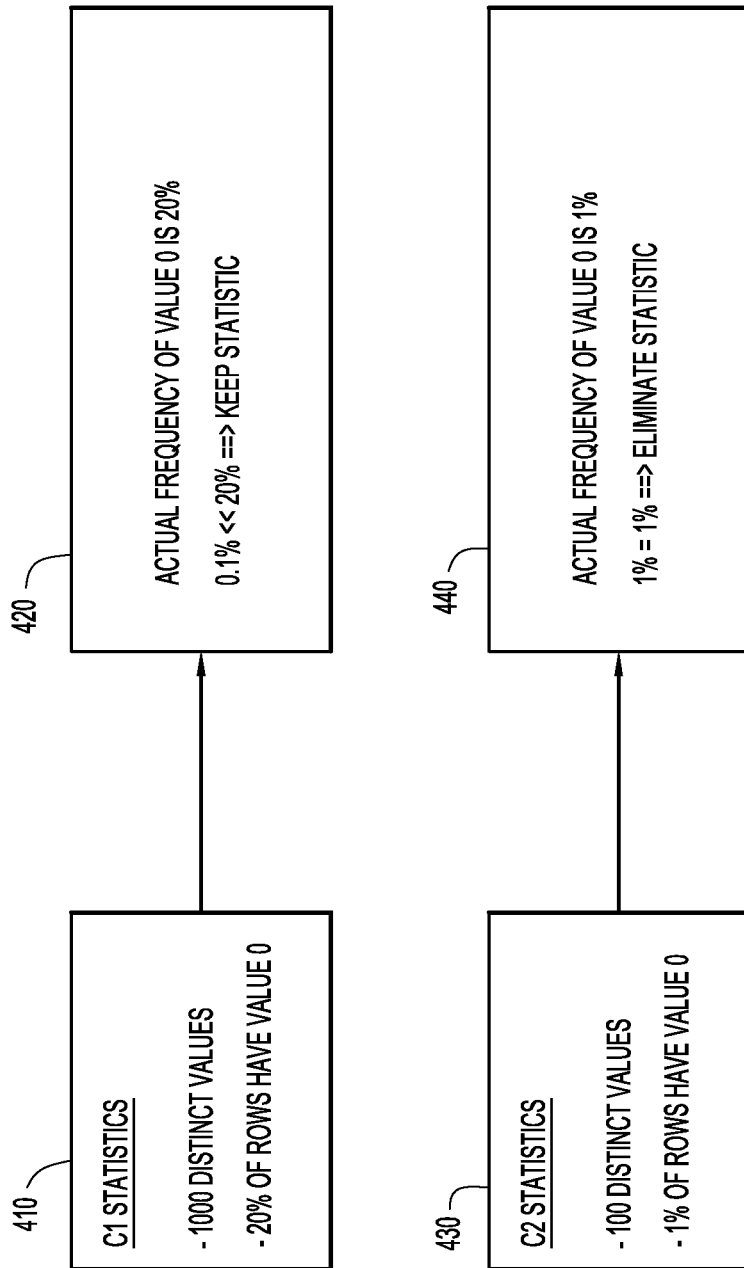 410
C1 STATISTICS
- 1000 DISTINCT VALUES
- 20% OF ROWS HAVE VALUE 0
420
ACTUAL FREQUENCY OF VALUE 0 IS 20%
0.1% << 20% ==> KEEP STATISTIC
430
C2 STATISTICS
- 100 DISTINCT VALUES
- 1% OF ROWS HAVE VALUE 0
440
ACTUAL FREQUENCY OF VALUE 0 IS 1%
1% = 1% ==> ELIMINATE STATISTIC